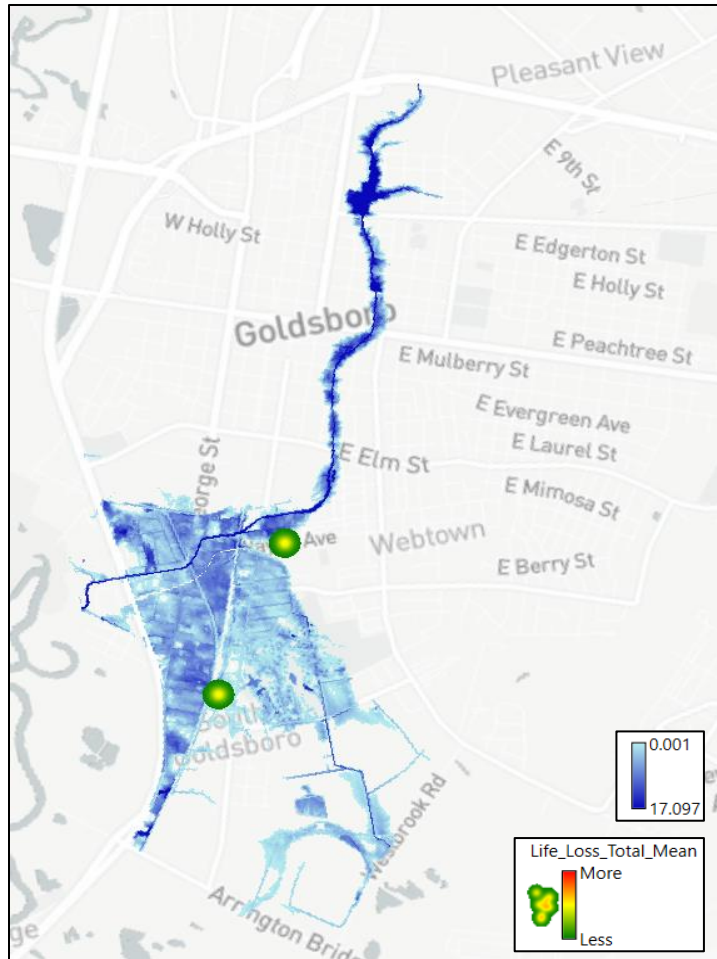 Pleasant View
E 9th St
W Holly St
E Edgerton St
E Holly St
Goldsboro
E Peachtree St
E Mulberry St
E Evergreen Ave
E Laurel St
E Elm St
E Mimosa St
Webtown
Ave
E Berry St
South
Goldsboro
Westbrook Rd
Arrington Bridge
0.001
17.097
Life_Loss_Total_Mean
More
Less